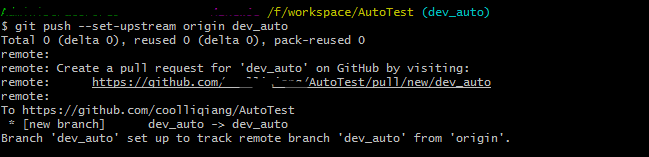 /f/workspace/AutoTest (dev_auto)
$ git push --set-upstream origin dev_auto
Total 0 (delta 0), reused 0 (delta 0), pack-reused 0
remote:
remote: Create a pull request for 'dev_auto' on GitHub by visiting:
remote: https://github.com/ /AutoTest/pull/new/dev_auto
remote:
To https://github.com/coolliqiang/AutoTest
* [new branch] dev_auto -> dev_auto
Branch 'dev_auto' set up to track remote branch 'dev_auto' from 'origin'.